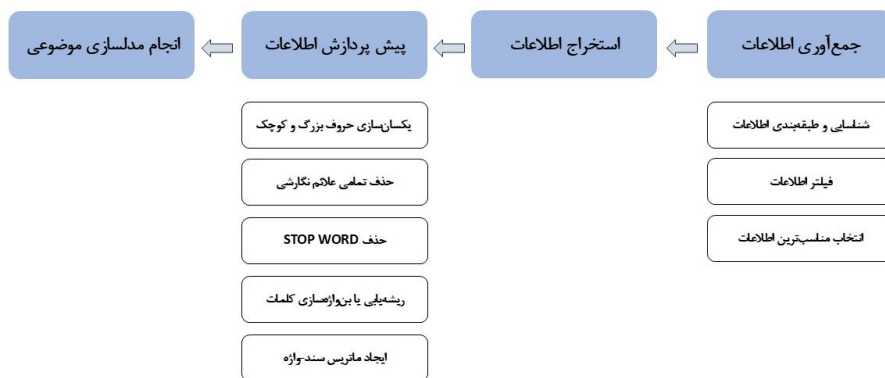 جمع‌آوری اطلاعات
استخراج اطلاعات
پیش پردازش اطلاعات
انجام مدلسازی موضوعی
شناسایی و طبقه‌بندی اطلاعات
فیلتر اطلاعات
انتخاب مناسب‌ترین اطلاعات
یکسان‌سازی حروف بزرگ و کوچک
حذف تمامی علائم نگارشی
حذف STOP WORD
ریشه‌یابی یا بن‌واژه‌سازی کلمات
ایجاد ماتریس سند-واژه